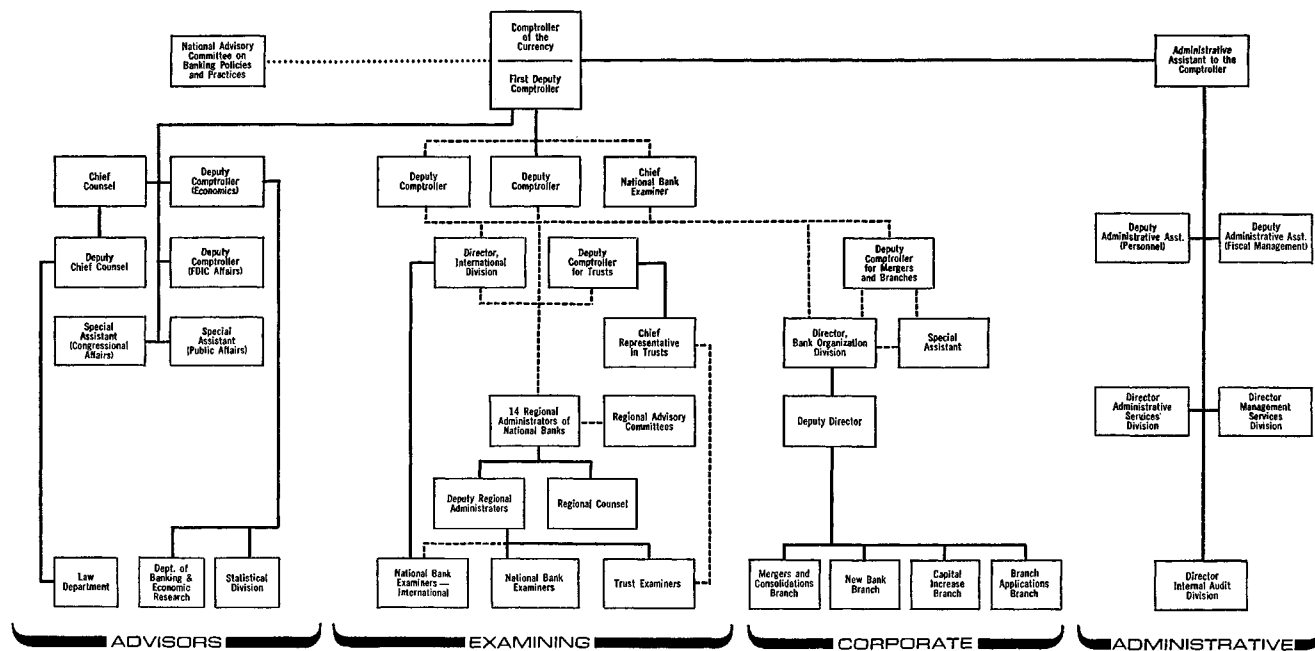 Comptroller
of the
Currency
First Deputy
Comptroller
National Advisory
Committee on
Banking Policies
and Practices
Administrative
Assistant to the
Comptroller
Chief
Counsel
Deputy
Comptroller
(Economics)
Deputy
Comptroller
Deputy
Comptroller
Chief
National Bank
Examiner
Deputy
Chief Counsel
Deputy
Comptroller
(FDIC Affairs)
Director,
International
Division
Deputy
Comptroller
for Trusts
Deputy
Comptroller
for Mergers
and Branches
Deputy
Administrative Asst.
(Personnel)
Deputy
Administrative Asst.
(Fiscal Management)
Special
Assistant
(Congressional
Affairs)
Special
Assistant
(Public Affairs)
Chief
Representative
in Trusts
Director,
Bank Organization
Division
Special
Assistant
14 Regional
Administrators of
National Banks
Regional Advisory
Committees
Deputy Director
Director
Administrative
Services
Division
Director
Management
Services
Division
Deputy Regional
Administrators
Regional Counsel
Law
Department
Dept. of
Banking &
Economic
Research
Statistical
Division
National Bank
Examiners—
International
National Bank
Examiners
Trust Examiners
Mergers and
Consolidations
Branch
New Bank
Branch
Capital
Increase
Branch
Branch
Applications
Branch
Director
Internal Audit
Division
ADVISORS
EXAMINING
CORPORATE
ADMINISTRATIVE